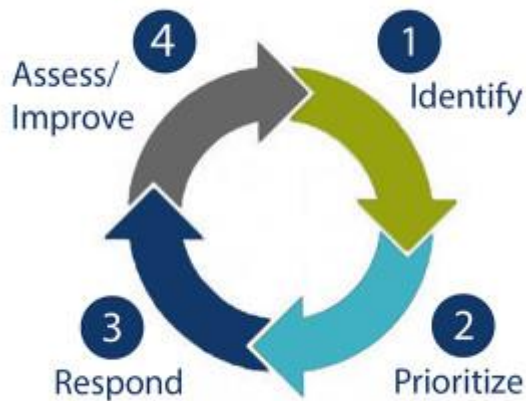 1
Identify
2
Prioritize
3
Respond
4
Assess/
Improve